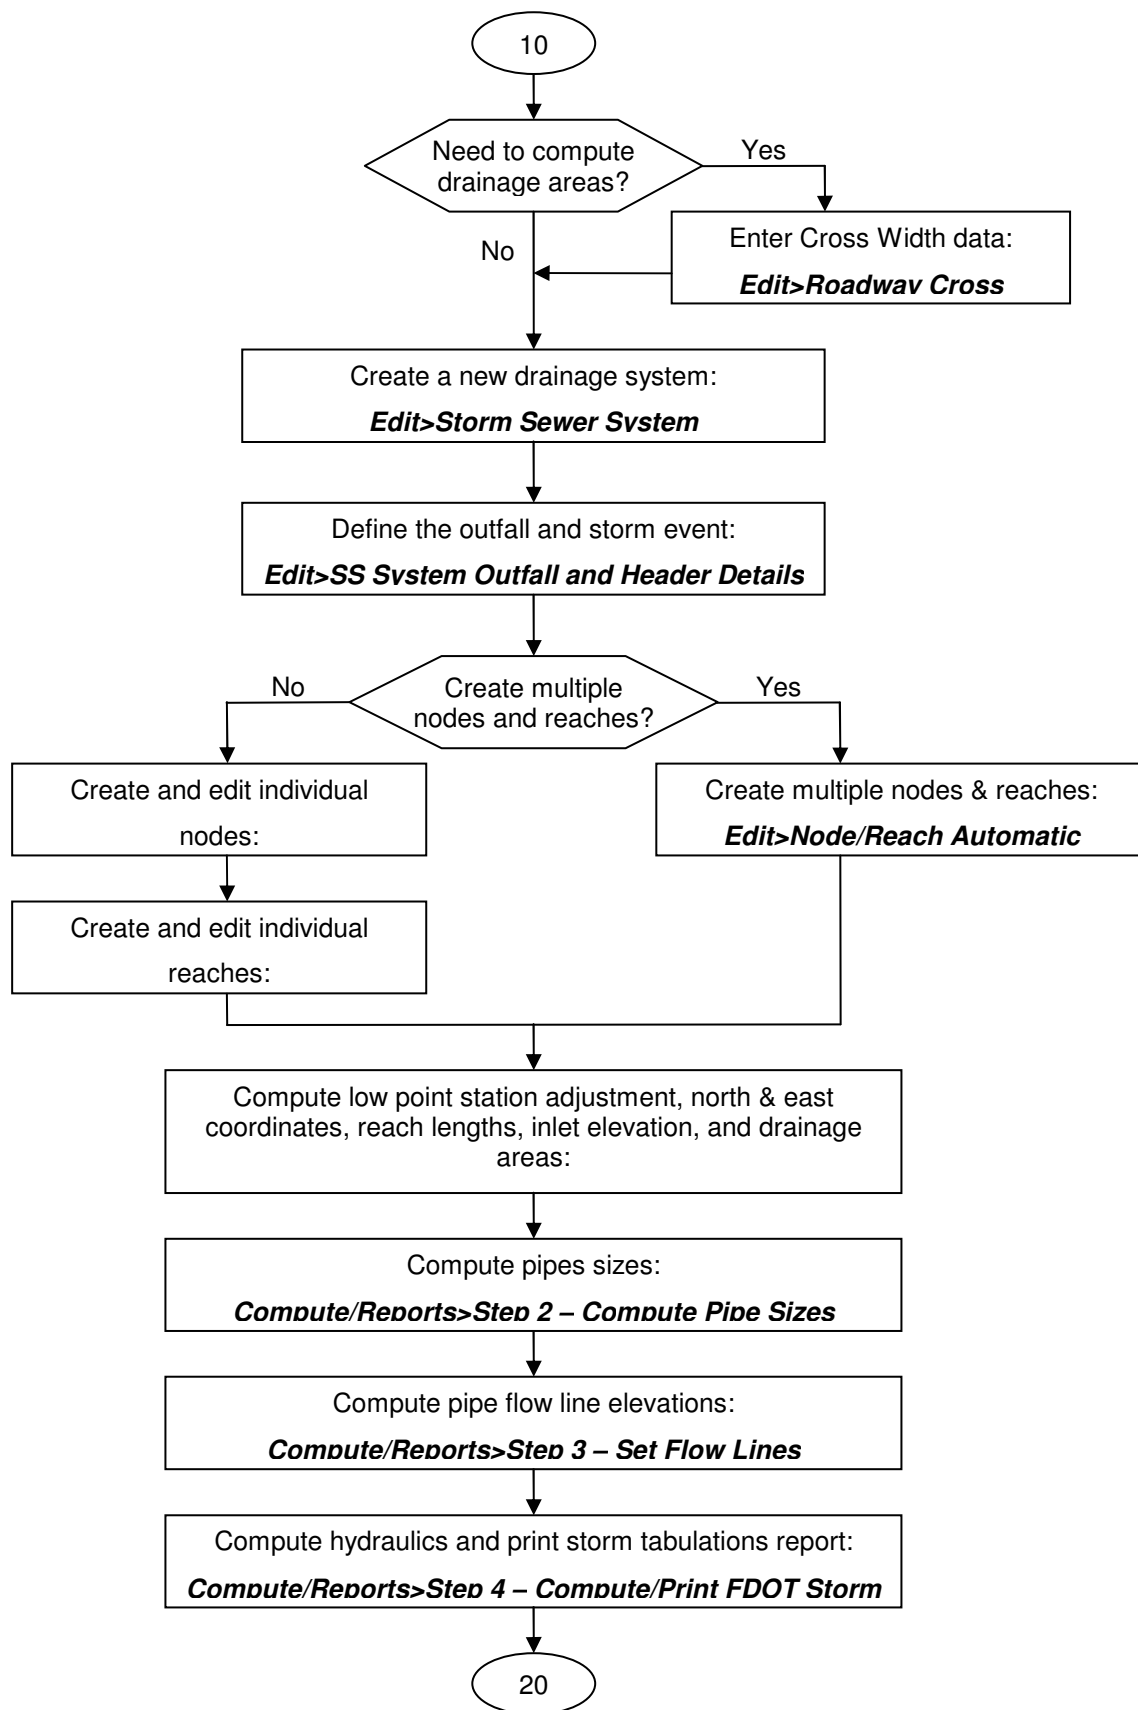 10
Need to compute
drainage areas?
Yes
No
Enter Cross Width data:
Edit>Roadway Cross
Create a new drainage system:
Edit>Storm Sewer System
Define the outfall and storm event:
Edit>SS System Outfall and Header Details
Create multiple
nodes and reaches?
No
Yes
Create and edit individual
nodes:
Create multiple nodes & reaches:
Edit>Node/Reach Automatic
Create and edit individual
reaches:
Compute low point station adjustment, north & east
coordinates, reach lengths, inlet elevation, and drainage
areas:
Compute pipes sizes:
Compute/Reports>Step 2 – Compute Pipe Sizes
Compute pipe flow line elevations:
Compute/Reports>Step 3 – Set Flow Lines
Compute hydraulics and print storm tabulations report:
Compute/Reports>Step 4 – Compute/Print FDOT Storm
20